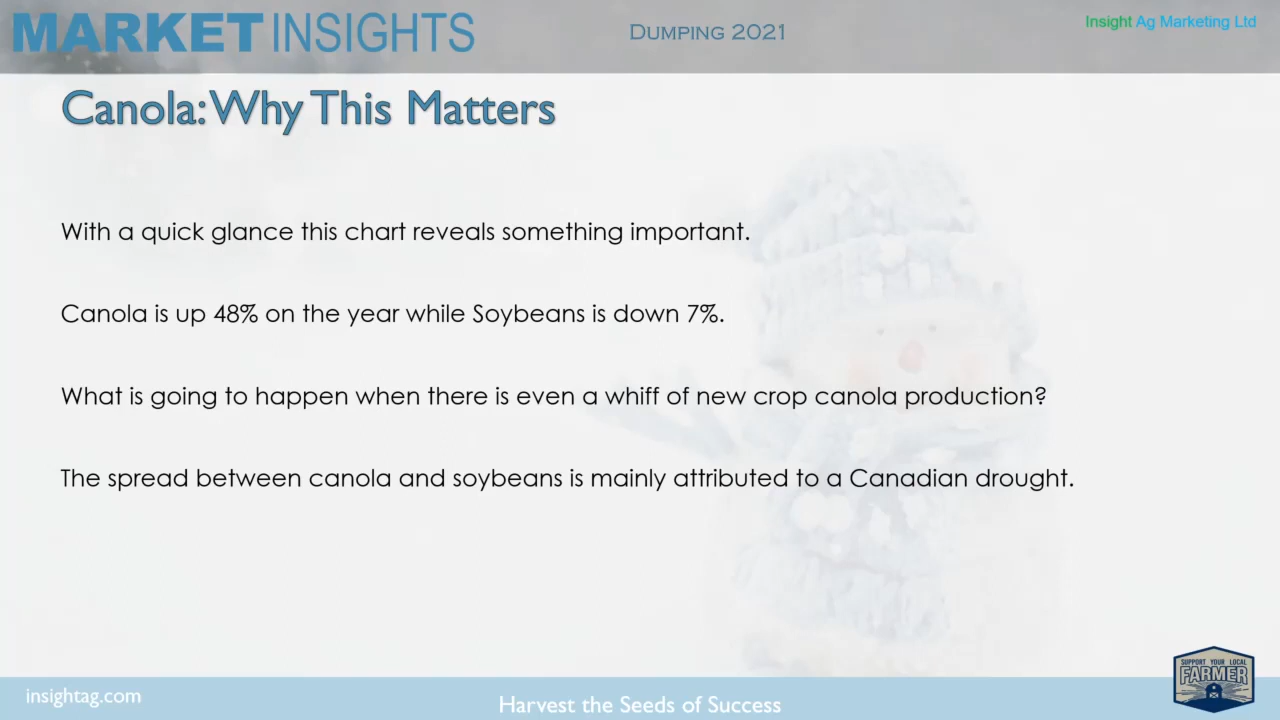 MARKET INSIGHTS
DUMPING 2021
Insight Ag Marketing Ltd
Canola: Why This Matters
With a quick glance this chart reveals something important.
Canola is up 48% on the year while Soybeans is down 7%.
What is going to happen when there is even a whiff of new crop canola production?
The spread between canola and soybeans is mainly attributed to a Canadian drought.
SUPPORT YOUR LOCAL
FARMER
insightag.com
Harvest the Seeds of Success